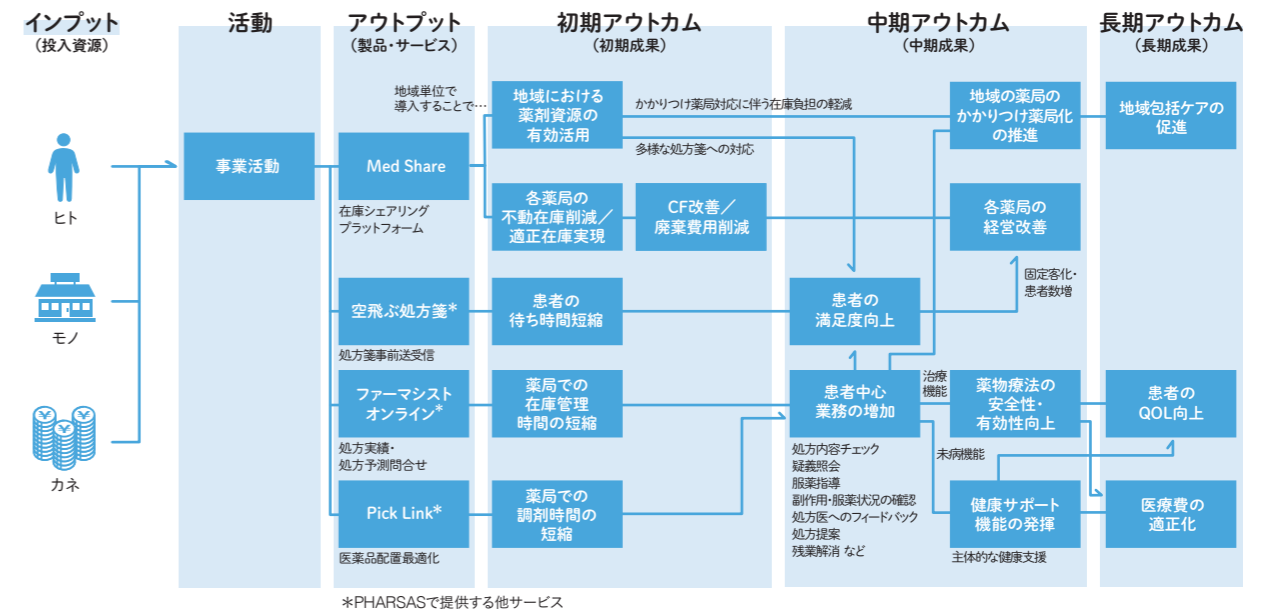 インプット
（投入資源）
活動
アウトプット
（製品・サービス）
初期アウトカム
（初期成果）
中期アウトカム
（中期成果）
長期アウトカム
（長期成果）
ヒト
モノ
カネ
事業活動
Med Share
在庫シェアリング
プラットフォーム
空飛ぶ処方箋＊
処方箋事前送受信
ファーマシスト
オンライン＊
処方実績・
処方予測問合せ
Pick Link＊
医薬品配置最適化
地域単位で
導入することで…
地域における
薬剤資源の
有効活用
各薬局の
不動在庫削減／
適正在庫実現
CF改善／
廃棄費用削減
患者の
待ち時間短縮
薬局での
在庫管理
時間の短縮
薬局での
調剤時間の
短縮
かかりつけ薬局対応に伴う在庫負担の軽減
多様な処方箋への対応
地域の薬局の
かかりつけ薬局化
の推進
各薬局の
経営改善
固定客化・
患者数増
患者の
満足度向上
患者中心
業務の増加
処方内容チェック
疑義照会
服薬指導
副作用・服薬状況の確認
処方医へのフィードバック
処方提案
残業解消 など
治療
機能
未病機能
薬物療法の
安全性・
有効性向上
健康サポート
機能の発揮
主体的な健康支援
地域包括ケアの
促進
患者の
QOL向上
医療費の
適正化
＊PHARSASで提供する他サービス